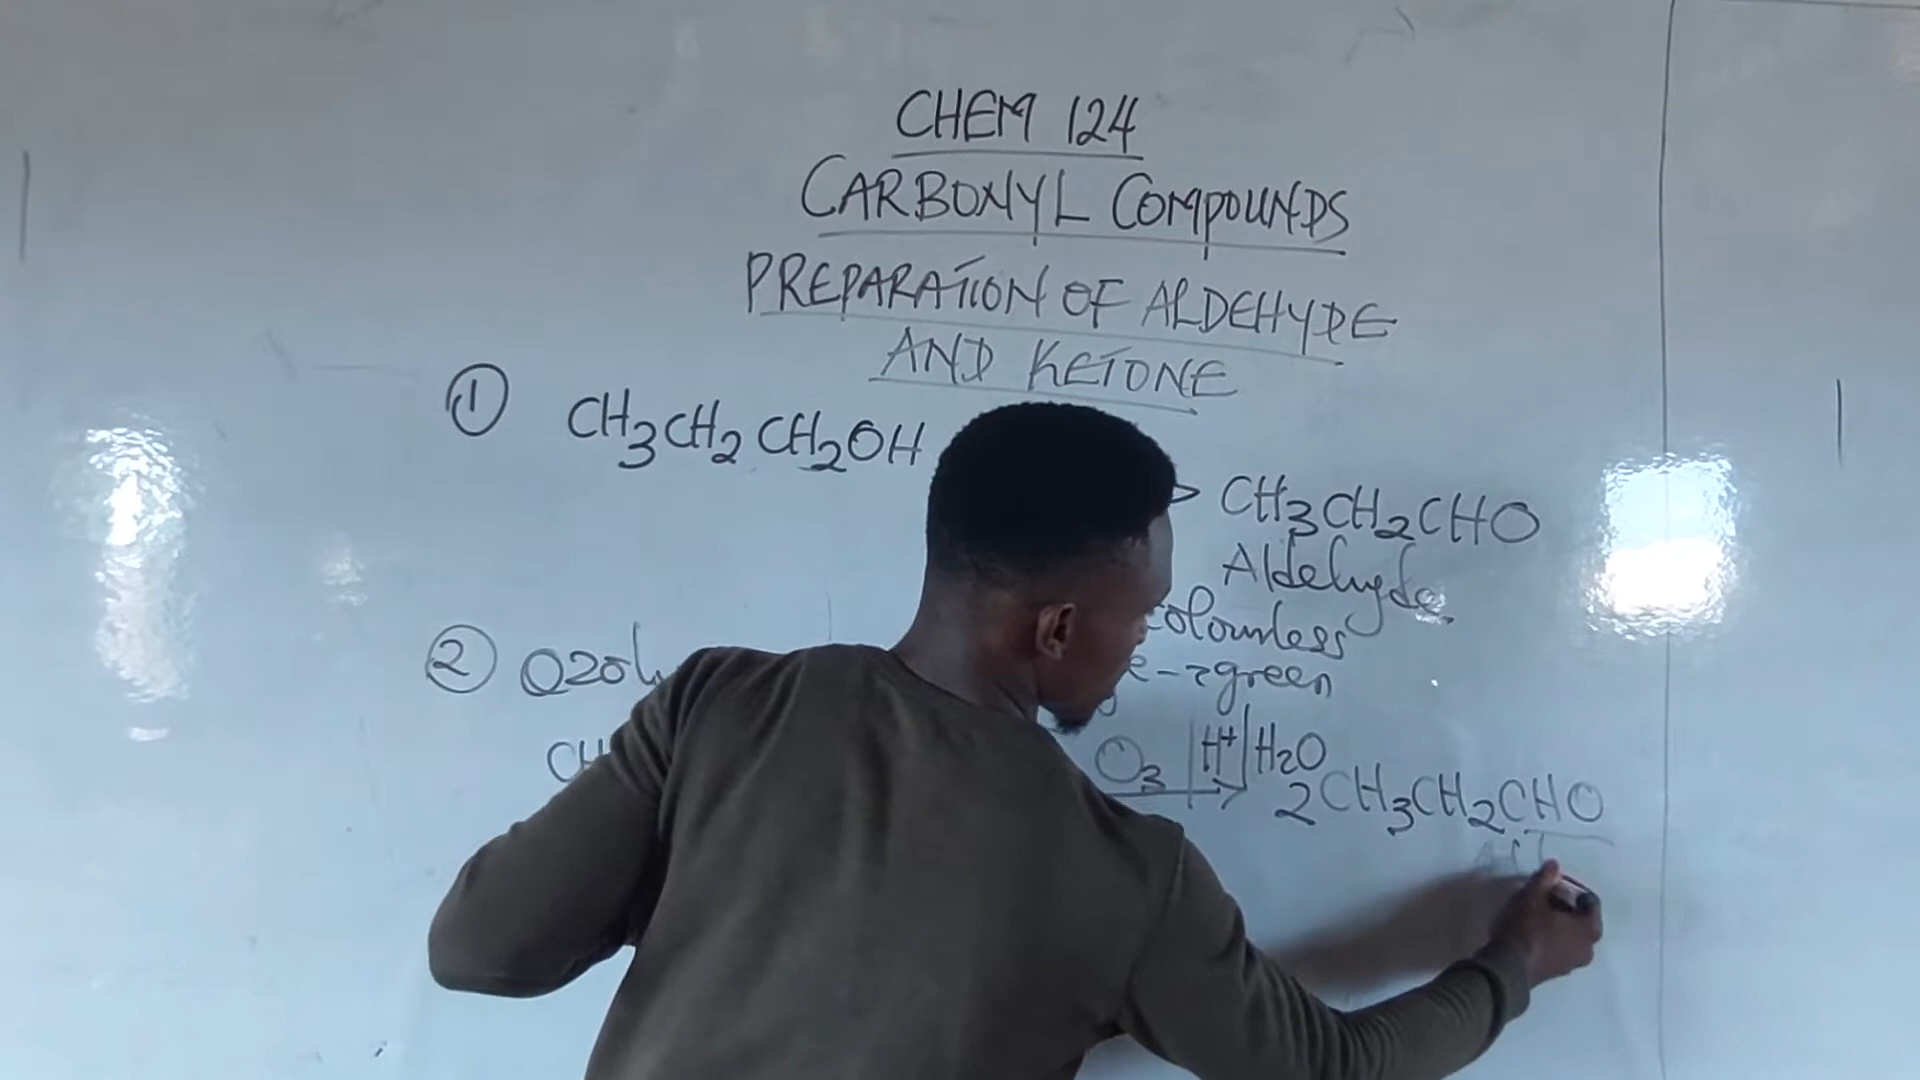 CHEM 124
CARBONYL COMPOUNDS
PREPARATION OF ALDEHYDE
AND KETONE
① CH3CH2CH2OH
> CH3CH2CHO
Aldehyde
colourless
green
②
O3 | H+ | H2O
2CH3CH2CHO